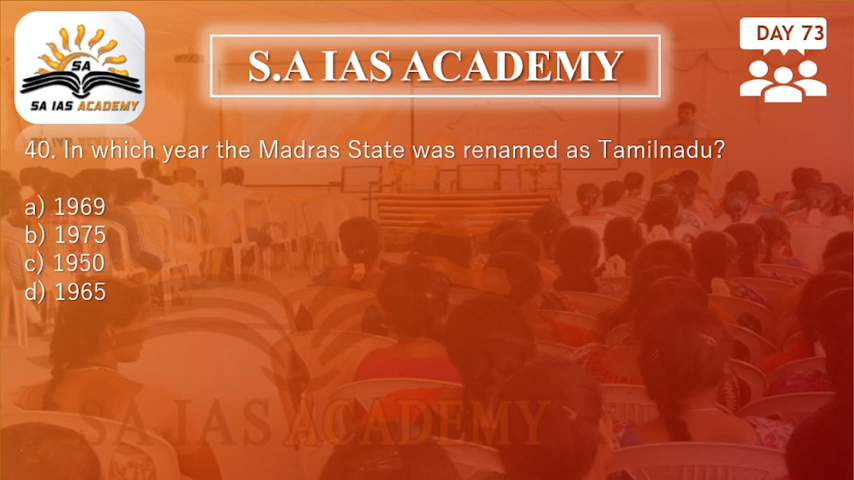 SA
SA IAS ACADEMY
S.A IAS ACADEMY
DAY 73
40. In which year the Madras State was renamed as Tamilnadu?
a) 1969
b) 1975
c) 1950
d) 1965
SA IAS ACADEMY